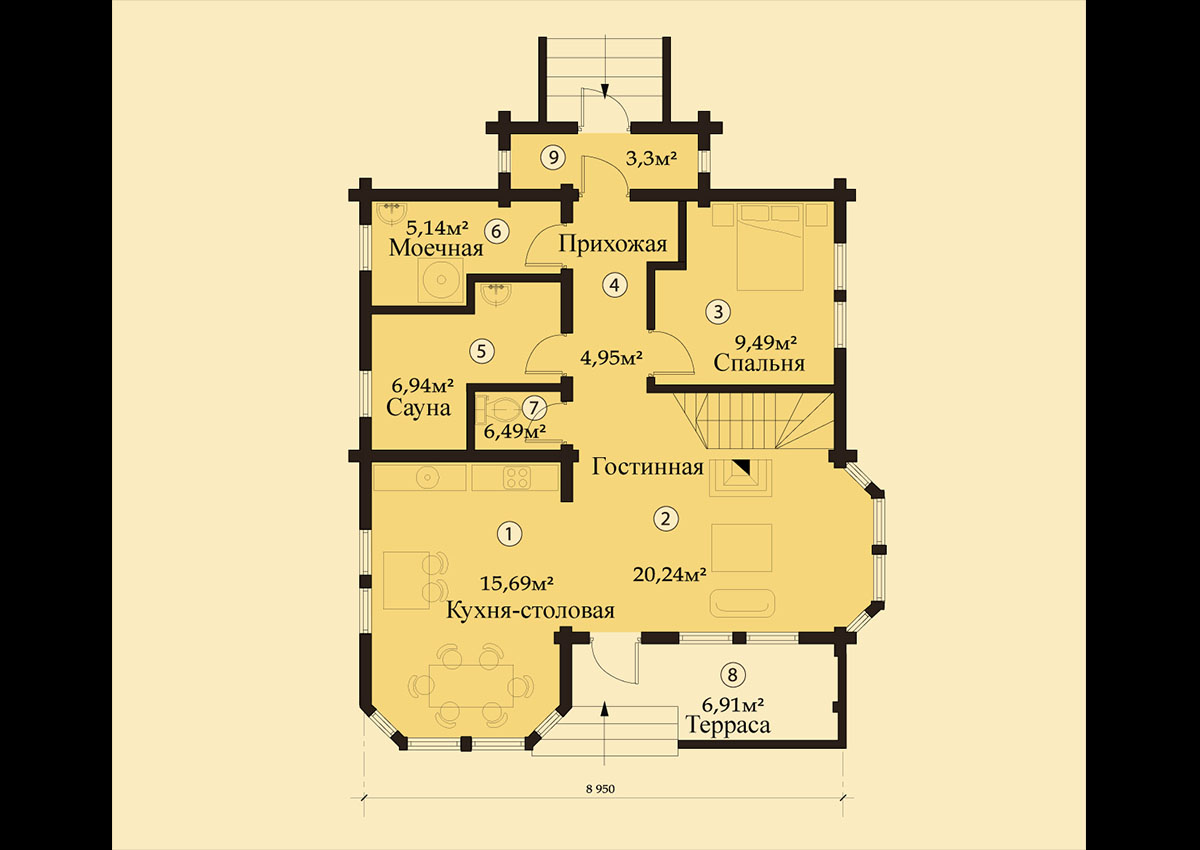 9
3,3м²
5,14м²
6
Моечная
Прихожая
4
3
5
4,95м²
9,49м²
Спальня
6,94м²
Сауна
7
6,49м²
Гостинная
2
1
20,24м²
15,69м²
Кухня-столовая
8
6,91м²
Терраса
8 950